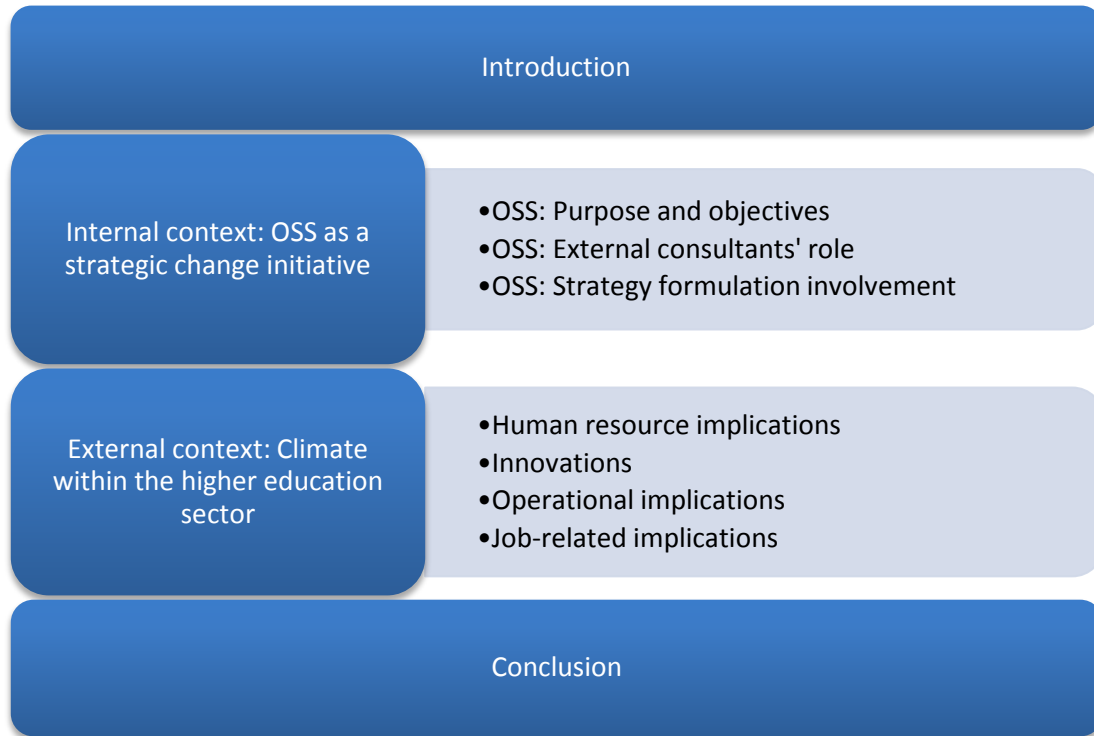 Introduction
Internal context: OSS as a
strategic change initiative
•OSS: Purpose and objectives
•OSS: External consultants' role
•OSS: Strategy formulation involvement
External context: Climate
within the higher education
sector
•Human resource implications
•Innovations
•Operational implications
•Job-related implications
Conclusion